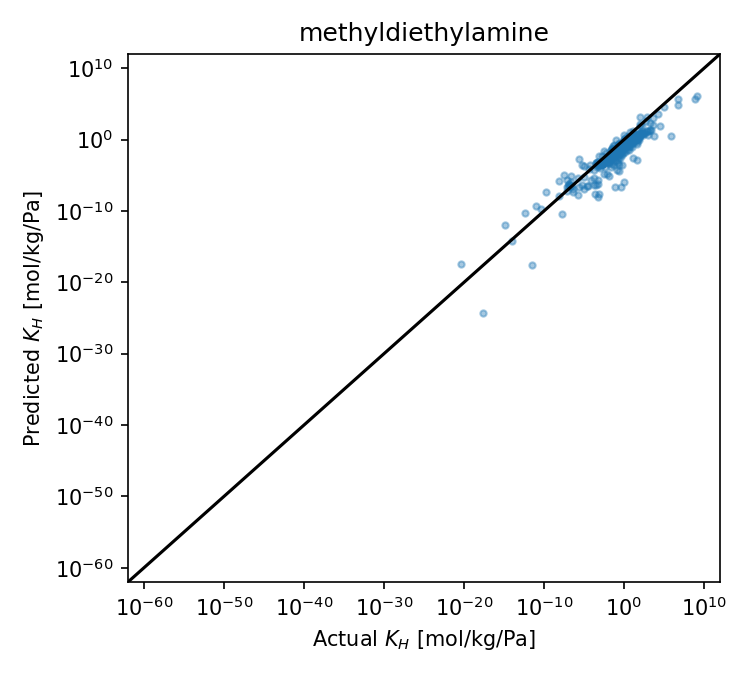 methyldiethylamine
Predicted $K_H$ [mol/kg/Pa]
10^{10}
10^{0}
10^{-10}
10^{-20}
10^{-30}
10^{-40}
10^{-50}
10^{-60}
10^{-60} 10^{-50} 10^{-40} 10^{-30} 10^{-20} 10^{-10} 10^{0} 10^{10}
Actual $K_H$ [mol/kg/Pa]